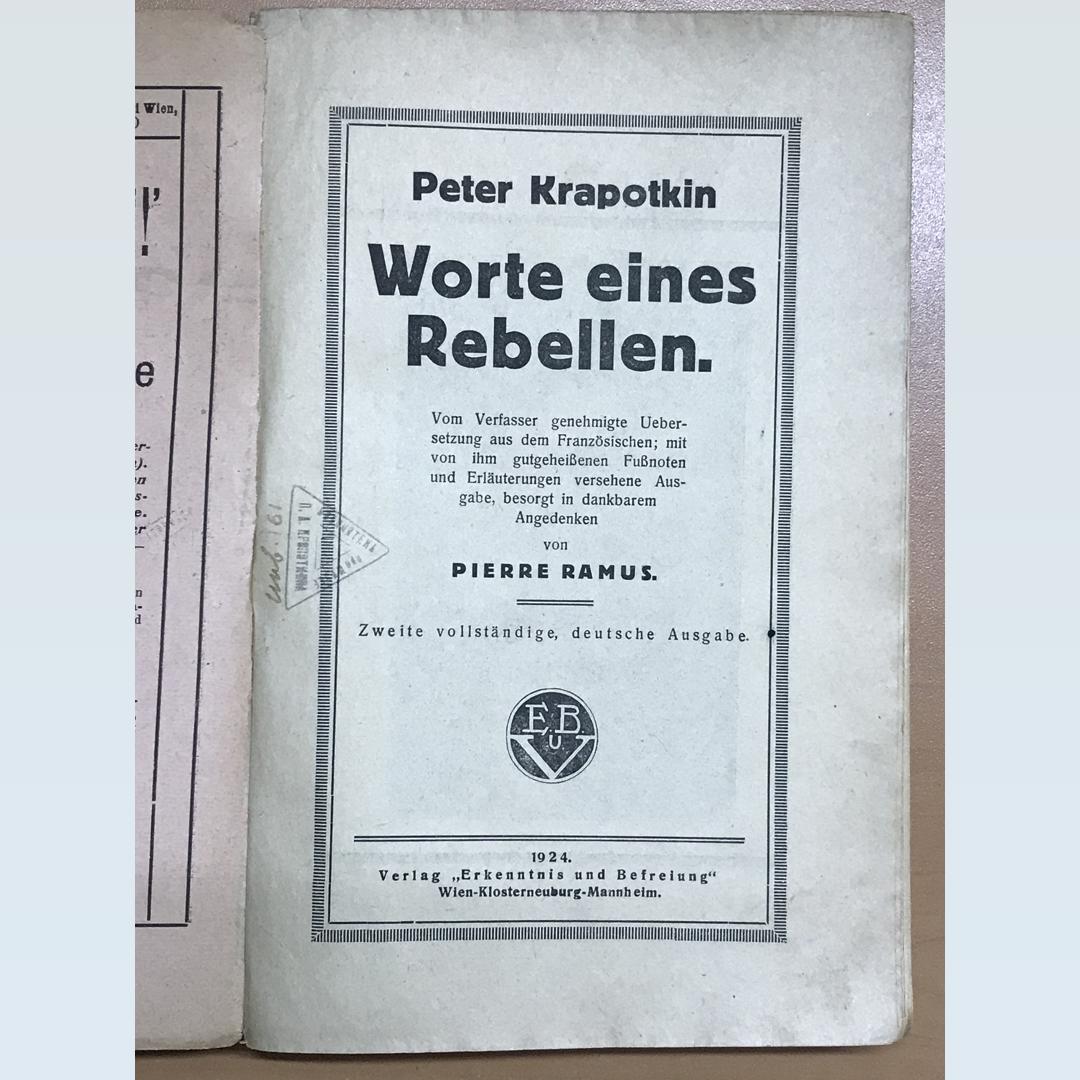 i Wien,
e
Peter Krapotkin
Worte eines
Rebellen.
Vom Verfasser genehmigte Ueber-
setzung aus dem Französischen; mit
von ihm gutgeheißenen Fußnoten
und Erläuterungen versehene Aus-
gabe, besorgt in dankbarem
Angedenken
von
PIERRE RAMUS.
Zweite vollständige, deutsche Ausgabe.
E.B.
u
V
1924.
Verlag „Erkenntnis und Befreiung“
Wien-Klosterneuburg-Mannheim.